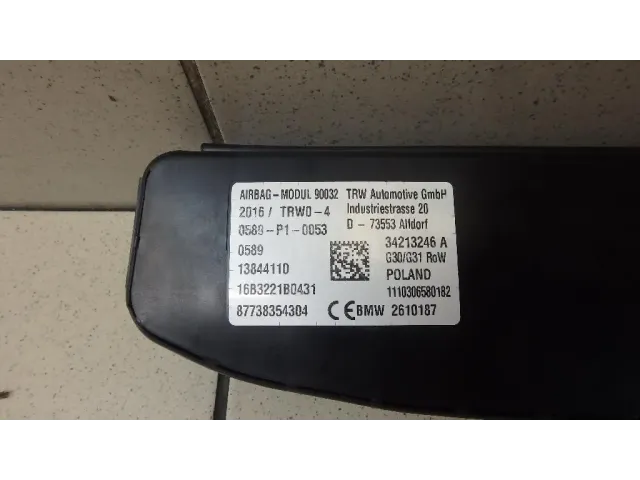 AIRBAG-MODUL 90032 TRW Automotive GmbH
2016 / TRW0-4 Industriestrasse 20
0589-P1-0053 D - 73553 Alfdorf
0589 34213246 A
G30/G31 RoW
1384411D POLAND
16B3221B0431 1110306580182
87738354304 CE BMW 2610187